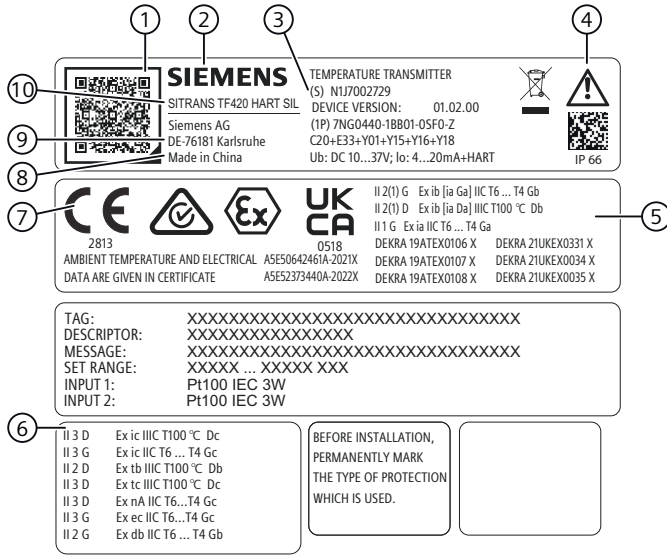 1
2
3
4
SIEMENS
TEMPERATURE TRANSMITTER
(S) N1J7002729
10
SITRANS TF420 HART SIL
DEVICE VERSION: 01.02.00
Siemens AG
(1P) 7NG0440-1BB01-0SF0-Z
9
DE-76181 Karlsruhe
C20+E33+Y01+Y15+Y16+Y18
8
Made in China
Ub: DC 10...37V; Io: 4...20mA+HART
IP 66
7
CE
2813
Ex
UK
CA
0518
AMBIENT TEMPERATURE AND ELECTRICAL
DATA ARE GIVEN IN CERTIFICATE
A5E50642461A-2021X
A5E52373440A-2022X
II 2(1) G Ex ib [ia Ga] IIC T6 ... T4 Gb
II 2(1) D Ex ib [ia Da] IIIC T100 °C Db
II 1 G Ex ia IIC T6 ... T4 Ga
5
DEKRA 19ATEX0106 X DEKRA 21UKEX0331 X
DEKRA 19ATEX0107 X DEKRA 21UKEX0034 X
DEKRA 19ATEX0108 X DEKRA 21UKEX0035 X
TAG: XXXXXXXXXXXXXXXXXXXXXXXXXXXXXXXX
DESCRIPTOR: XXXXXXXXXXXXXXXX
MESSAGE: XXXXXXXXXXXXXXXXXXXXXXXXXXXXXXXX
SET RANGE: XXXXX ... XXXXX XXX
INPUT 1: Pt100 IEC 3W
INPUT 2: Pt100 IEC 3W
6
II 3 D Ex ic IIIC T100 °C Dc
II 3 G Ex ic IIC T6 ... T4 Gc
II 2 D Ex tb IIIC T100 °C Db
II 3 D Ex tc IIIC T100 °C Dc
II 3 D Ex nA IIC T6...T4 Gc
II 3 G Ex ec IIC T6...T4 Gc
II 2 G Ex db IIC T6 ... T4 Gb
BEFORE INSTALLATION,
PERMANENTLY MARK
THE TYPE OF PROTECTION
WHICH IS USED.